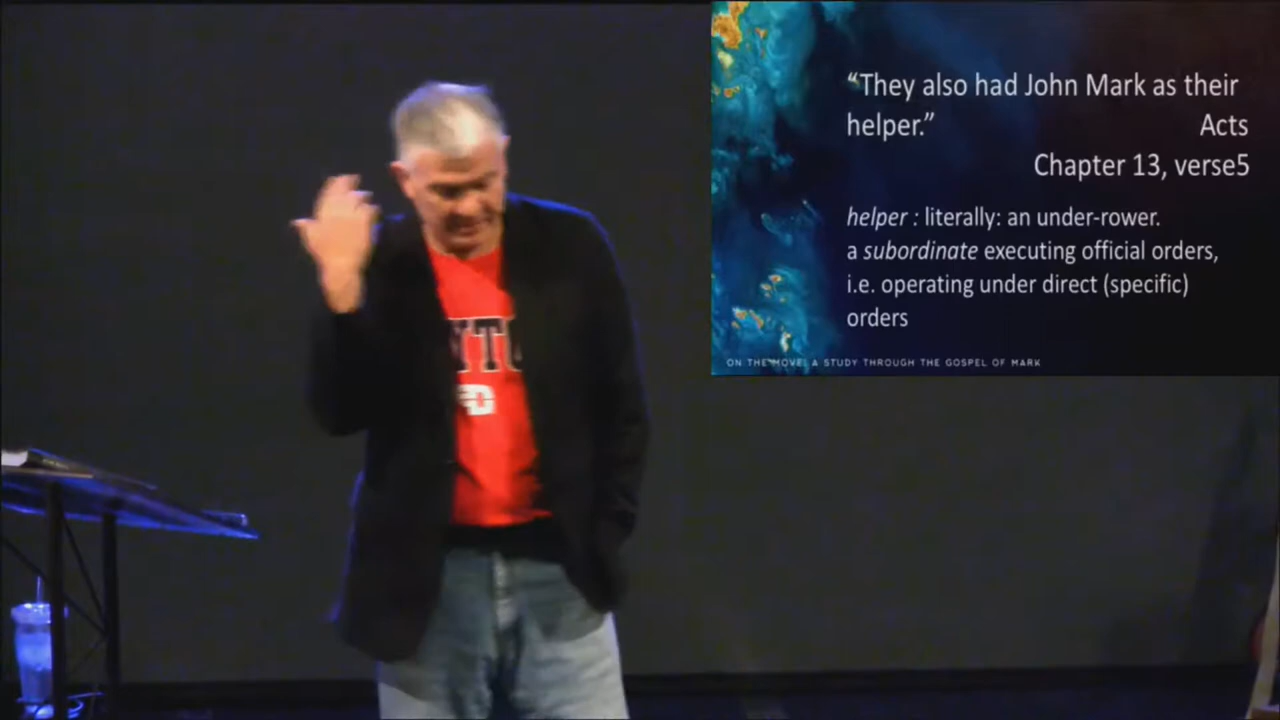 “They also had John Mark as their
helper.” Acts
Chapter 13, verse5
helper : literally: an under-rower.
a subordinate executing official orders,
i.e. operating under direct (specific)
orders
ON THE MOVE: A STUDY THROUGH THE GOSPEL OF MARK